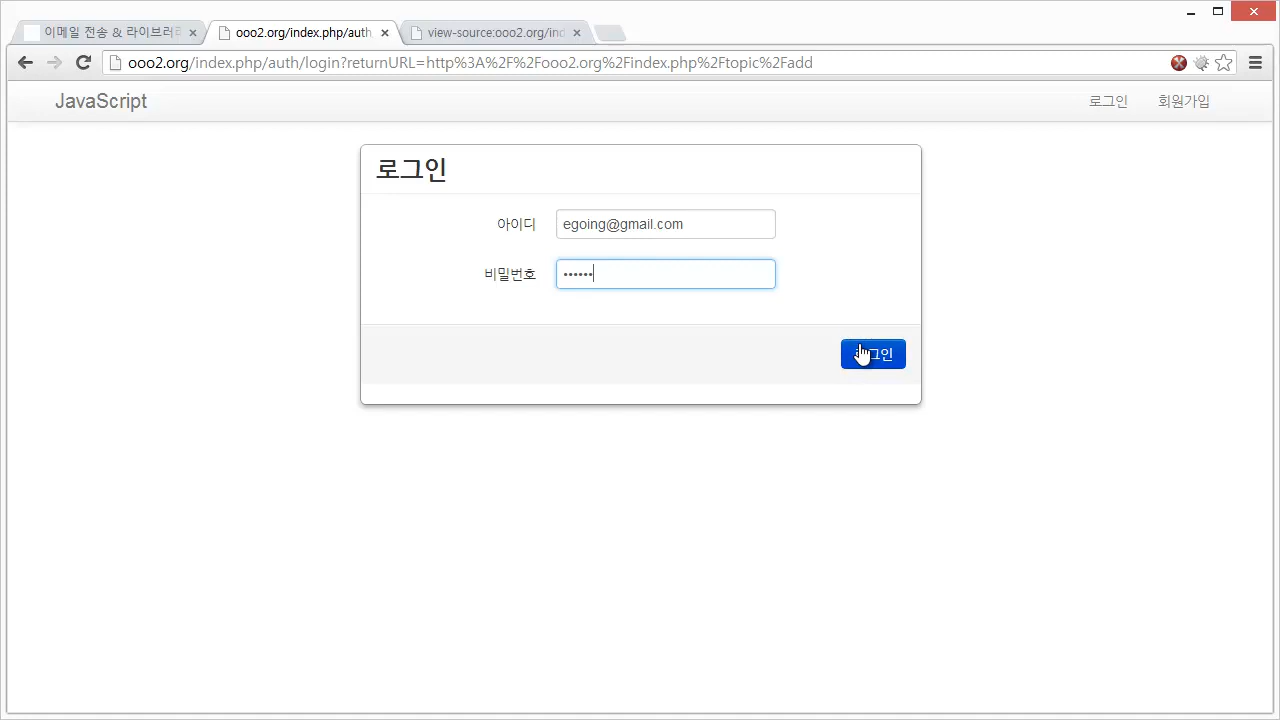 이메일 전송 & 라이브러리
ooo2.org/index.php/auth
view-source:ooo2.org/ind
ooo2.org/index.php/auth/login?returnURL=http%3A%2F%2Fooo2.org%2Findex.php%2Ftopic%2Fadd
JavaScript
로그인
회원가입
로그인
아이디
egoing@gmail.com
비밀번호
••••••
로그인